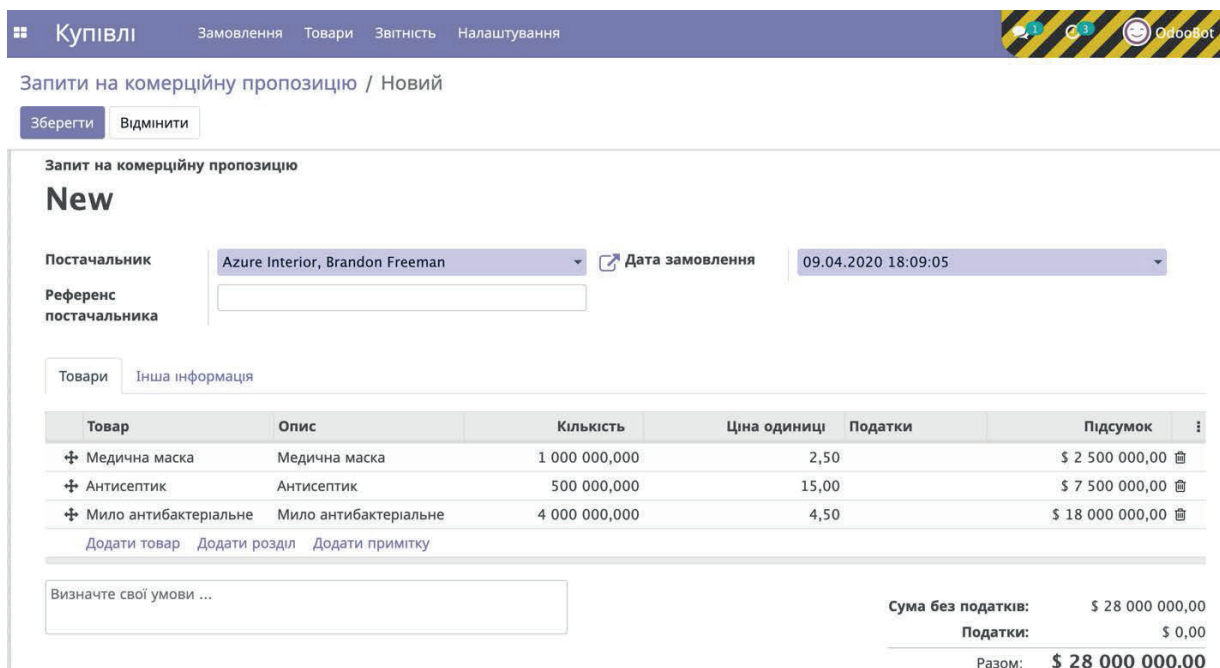 Купівлі Замовлення Товари Звітність Налаштування 1 3 OdooBot
Запити на комерційну пропозицію / Новий
Зберегти Відмінити
Запит на комерційну пропозицію
New
Постачальник Azure Interior, Brandon Freeman Дата замовлення 09.04.2020 18:09:05
Референс
постачальника
Товари Інша інформація
Товар Опис Кількість Ціна одиниці Податки Підсумок
Медична маска Медична маска 1 000 000,000 2,50 $ 2 500 000,00
Антисептик Антисептик 500 000,000 15,00 $ 7 500 000,00
Мило антибактеріальне Мило антибактеріальне 4 000 000,000 4,50 $ 18 000 000,00
Додати товар Додати розділ Додати примітку
Визначте свої умови ...
Сума без податків: $ 28 000 000,00
Податки: $ 0,00
Разом: $ 28 000 000,00